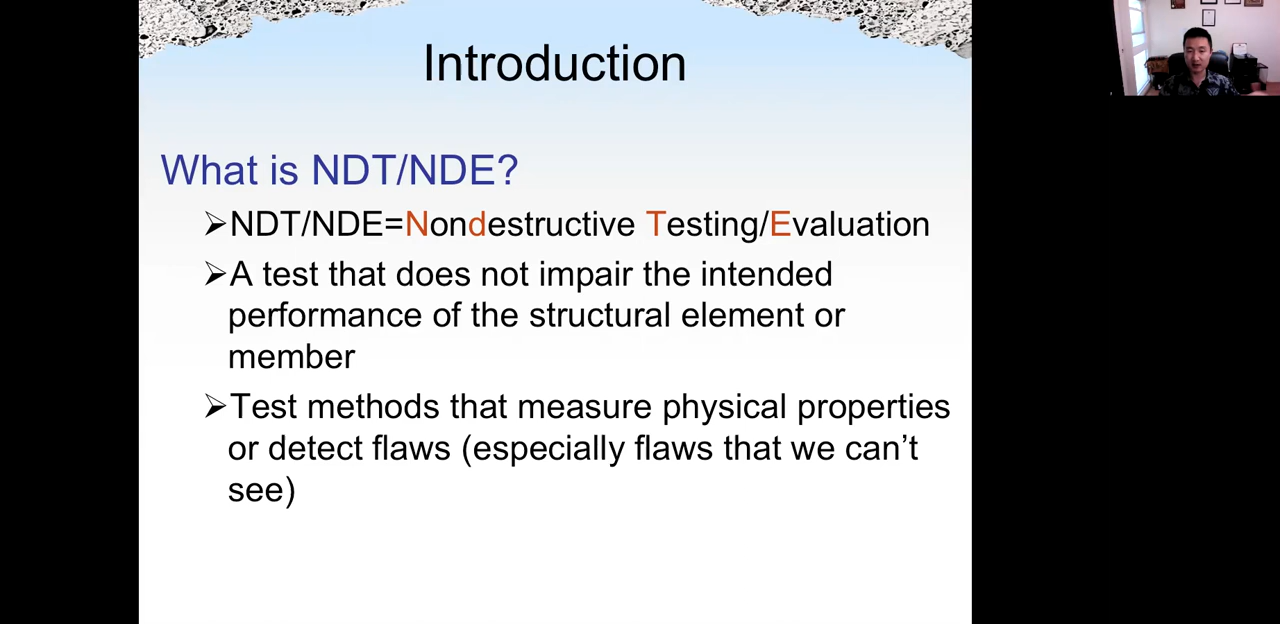 Introduction
What is NDT/NDE?
➢NDT/NDE=Nondestructive Testing/Evaluation
➢A test that does not impair the intended
performance of the structural element or
member
➢Test methods that measure physical properties
or detect flaws (especially flaws that we can’t
see)